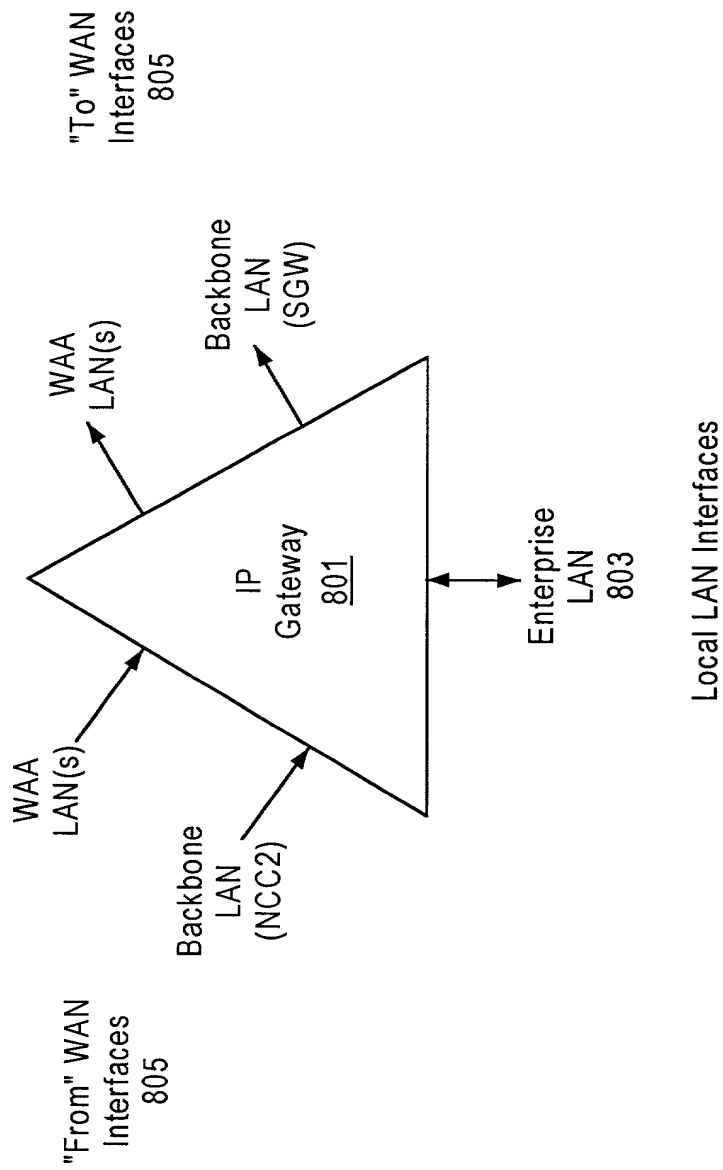 "From" WAN
Interfaces
805
"To" WAN
Interfaces
805
WAA
LAN(s)
WAA
LAN(s)
Backbone
LAN
(NCC2)
Backbone
LAN
(SGW)
IP
Gateway
801
Enterprise
LAN
803
Local LAN Interfaces